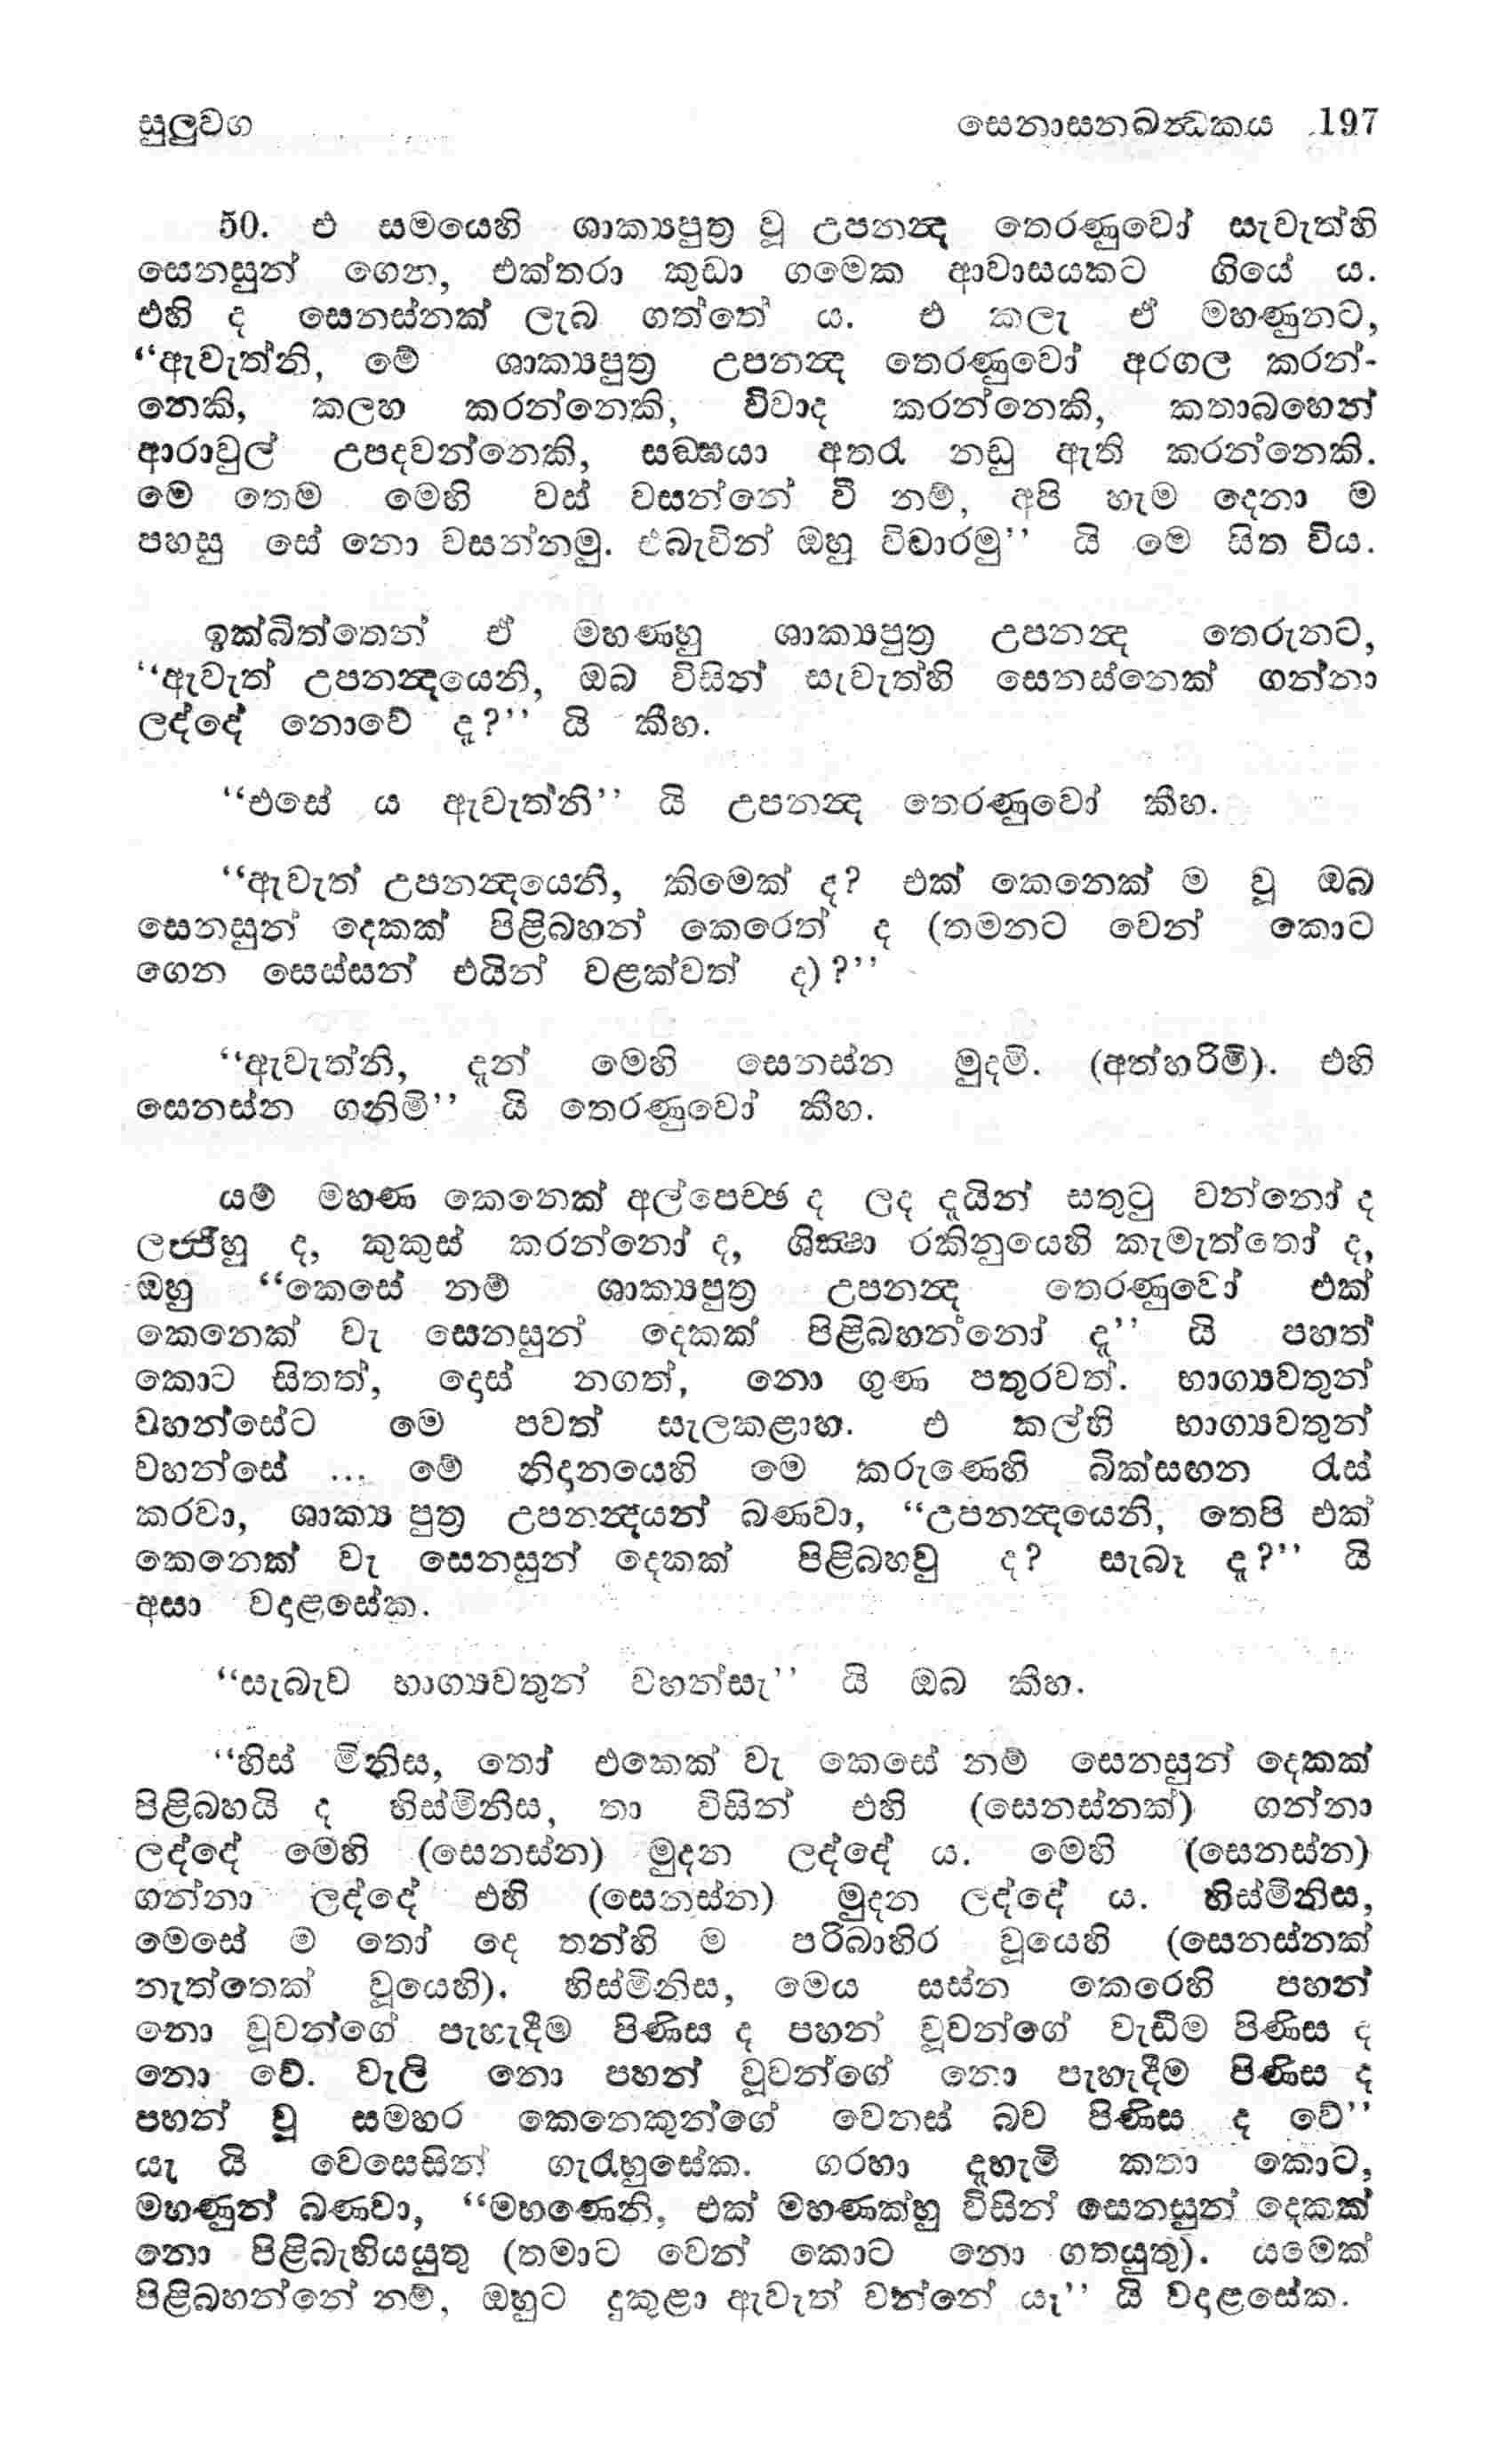 සුලුවග සෙනාසනඛන්‍ධකය 197
50. එ සමයෙහි ශාක්‍යපුත්‍ර වූ උපනන්‍ද තෙරණුවෝ සැවැත්හි
සෙනසුන් ගෙන, එක්තරා කුඩා ගමෙක ආවාසයකට ගියේ ය.
එහි ද සෙනස්නක් ලැබ ගත්තේ ය. එ කලැ ඒ මහණුනට,
“ඇවැත්නි, මේ ශාක්‍යපුත්‍ර උපනන්‍ද තෙරණුවෝ අරගල කරන්-
නෙකි, කලහ කරන්නෙකි, විවාද කරන්නෙකි, කතාබහෙන්
ආරාවුල් උපදවන්නෙකි, සඞ්ඝයා අතරැ නඩු ඇති කරන්නෙකි.
මෙ තෙම මෙහි වස් වසන්නේ වී නම්, අපි හැම දෙනා ම
පහසු සේ නො වසන්නමු. එබැවින් ඔහු විචාරමු” යි මෙ සිත විය.
ඉක්බිත්තෙන් ඒ මහණහු ශාක්‍යපුත්‍ර උපනන්‍ද තෙරුනට,
“ඇවැත් උපනන්‍දයෙනි, ඔබ විසින් සැවැත්හි සෙනස්නෙක් ගන්නා
ලද්දේ නොවේ ද?” යි කීහ.
“එසේ ය ඇවැත්නි” යි උපනන්‍ද තෙරණුවෝ කීහ.
“ඇවැත් උපනන්‍දයෙනි, කිමෙක් ද? එක් කෙනෙක් ම වූ ඔබ
සෙනසුන් දෙකක් පිළිබහන් කෙරෙත් ද (තමනට වෙන් කොට
ගෙන සෙස්සන් එයින් වළක්වත් ද)?”
“ඇවැත්නි, දැන් මෙහි සෙනස්න මුදමි. (අත්හරිමි). එහි
සෙනස්න ගනිමි” යි තෙරණුවෝ කීහ.
යම් මහණ කෙනෙක් අල්පෙච්ඡ ද ලද දැයින් සතුටු වන්නෝ ද
ලජ්ජීහු ද, කුකුස් කරන්නෝ ද, ශික්‍ෂා රකිනුයෙහි කැමැත්තෝ ද,
ඔහු “කෙසේ නම් ශාක්‍යපුත්‍ර උපනන්‍ද තෙරණුවෝ එක්
කෙනෙක් වැ සෙනසුන් දෙකක් පිළිබහන්නෝ ද” යි පහත්
කොට සිතත්, දොස් නගත්, නො ගුණ පතුරවත්. භාග්‍යවතුන්
වහන්සේට මෙ පවත් සැලකළාහ. එ කල්හි භාග්‍යවතුන්
වහන්සේ ... මේ නිදානයෙහි මෙ කරුණෙහි බික්සඟන රැස්
කරවා, ශාක්‍ය පුත්‍ර උපනන්‍දයන් බණවා, “උපනන්‍දයෙනි, තෙපි එක්
කෙනෙක් වැ සෙනසුන් දෙකක් පිළිබහවු ද? සැබෑ ද?” යි
අසා වදාළසේක.
“සැබැව භාග්‍යවතුන් වහන්සැ” යි ඔබ කීහ.
“හිස් මිනිස, තෝ එකෙක් වැ කෙසේ නම් සෙනසුන් දෙකක්
පිළිබහයි ද හිස්මිනිස, තා විසින් එහි (සෙනස්නක්) ගන්නා
ලද්දේ මෙහි (සෙනස්න) මුදන ලද්දේ ය. මෙහි (සෙනස්න)
ගන්නා ලද්දේ එහි (සෙනස්න) මුදන ලද්දේ ය. හිස්මිනිස,
මෙසේ ම තෝ දෙ තන්හි ම පරිබාහිර වූයෙහි (සෙනස්නක්
නැත්තෙක් වූයෙහි). හිස්මිනිස, මෙය සස්න කෙරෙහි පහන්
නො වූවන්ගේ පැහැදීම පිණිස ද පහන් වූවන්ගේ වැඩීම පිණිස ද
නො වේ. වැලි නො පහන් වූවන්ගේ නො පැහැදීම පිණිස ද
පහන් වූ සමහර කෙනෙකුන්ගේ වෙනස් බව පිණිස ද වේ”
යැ යි වෙසෙසින් ගැරැහුසේක. ගරහා දැහැමි කතා කොට,
මහණුන් බණවා, “මහණෙනි, එක් මහණක්හු විසින් සෙනසුන් දෙකක්
නො පිළිබැහියයුතු (තමාට වෙන් කොට නො ගතයුතු). යමෙක්
පිළිබහන්නේ නම්, ඔහුට දුකුළා ඇවැත් වන්නේ යැ” යි වදාළසේක.